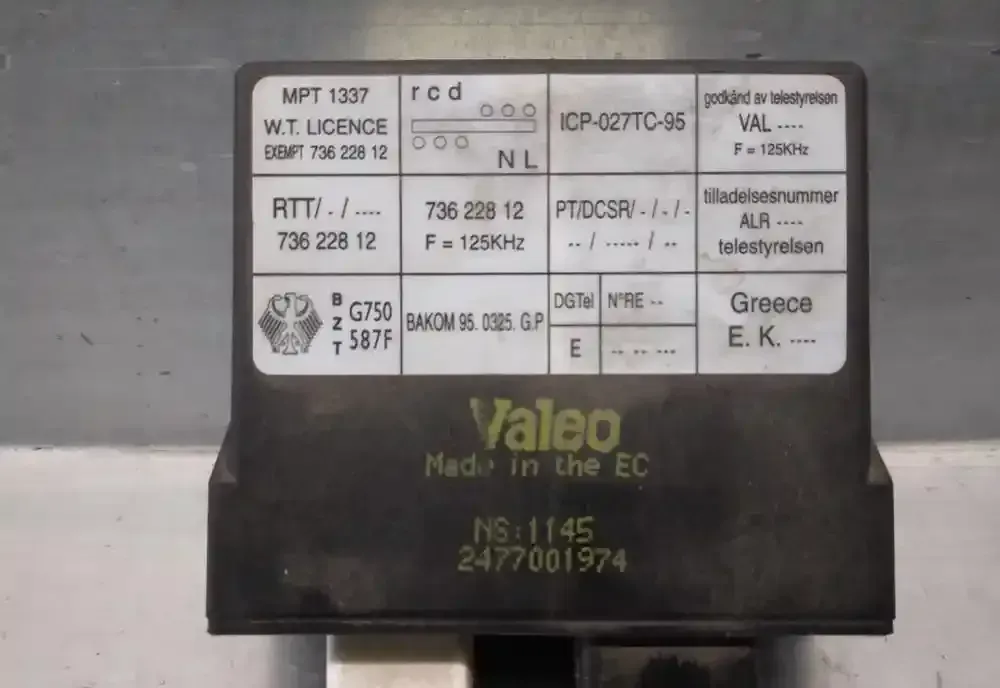 MPT 1337
W.T. LICENCE
EXEMPT 736 228 12
r c d
N L
ICP-027TC-95
godkånd av telestyrelsen
VAL ----
F = 125KHz
RTT/ - / ----
736 228 12
736 228 12
F = 125KHz
PT/DCSR/ - / - / -
-- / ----- / --
tilladelsesnummer
ALR ----
telestyrelsen
BZT
G750
587F
BAKOM 95. 0325. G.P
DGTel
N°RE --
E
-- -- ---
Greece
E. K. ----
Valeo
Made in the EC
NS:1145
2477001974